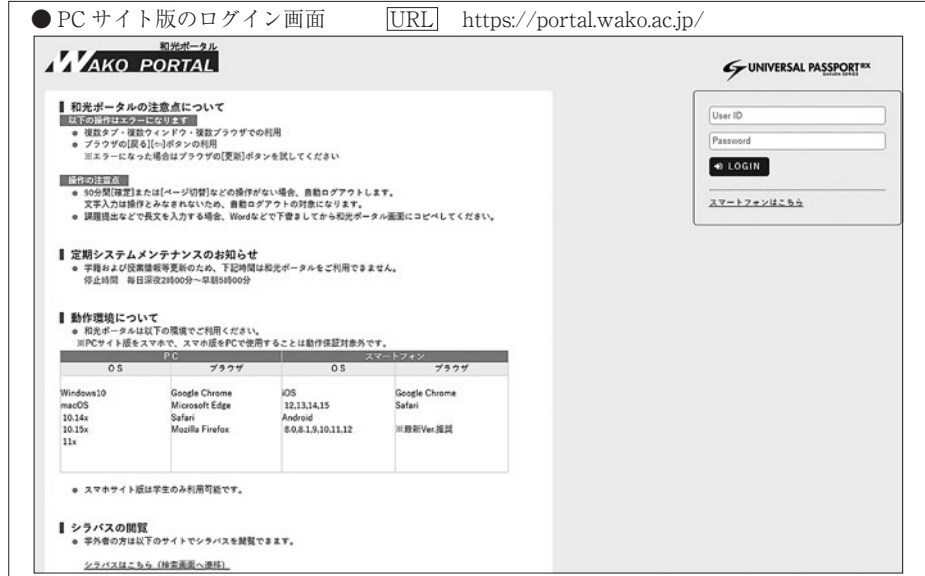 ●PCサイト版のログイン画面 URL https://portal.wako.ac.jp/
和光ポータル
WAKO PORTAL
UNIVERSAL PASSPORT RX
User ID
Password
LOGIN
スマートフォンはこちら
和光ポータルの注意点について
以下の操作はエラーになります
● 複数タブ・複数ウィンドウ・複数ブラウザでの利用
● ブラウザの[戻る][⇦]ボタンの利用
※エラーになった場合はブラウザの[更新]ボタンを試してください
操作の注意点
● 90分間[確定]または[ページ切替]などの操作がない場合、自動ログアウトします。
文字入力は操作とみなされないため、自動ログアウトの対象になります。
● 課題提出などで長文を入力する場合、Wordなどで下書ましてから和光ポータル画面にコピペしてください。
定期システムメンテナンスのお知らせ
● 学籍および授業情報等更新のため、下記時間は和光ポータルをご利用できません。
停止時間 毎日深夜2時00分～早朝5時00分
動作環境について
● 和光ポータルは以下の環境でご利用ください。
※PCサイト版をスマホで、スマホ版をPCで使用することは動作保証対象外です。
PC スマートフォン
OS ブラウザ OS ブラウザ
Windows10 Google Chrome iOS Google Chrome
macOS Microsoft Edge 12,13,14,15 Safari
10.14x Safari Android
10.15x Mozilla Firefox 8.0,8.1,9,10,11,12 ※最新Ver.推奨
11x
● スマホサイト版は学生のみ利用可能です。
シラバスの閲覧
● 学外者の方は以下のサイトでシラバスを閲覧できます。
シラバスはこちら（検索画面へ遷移）